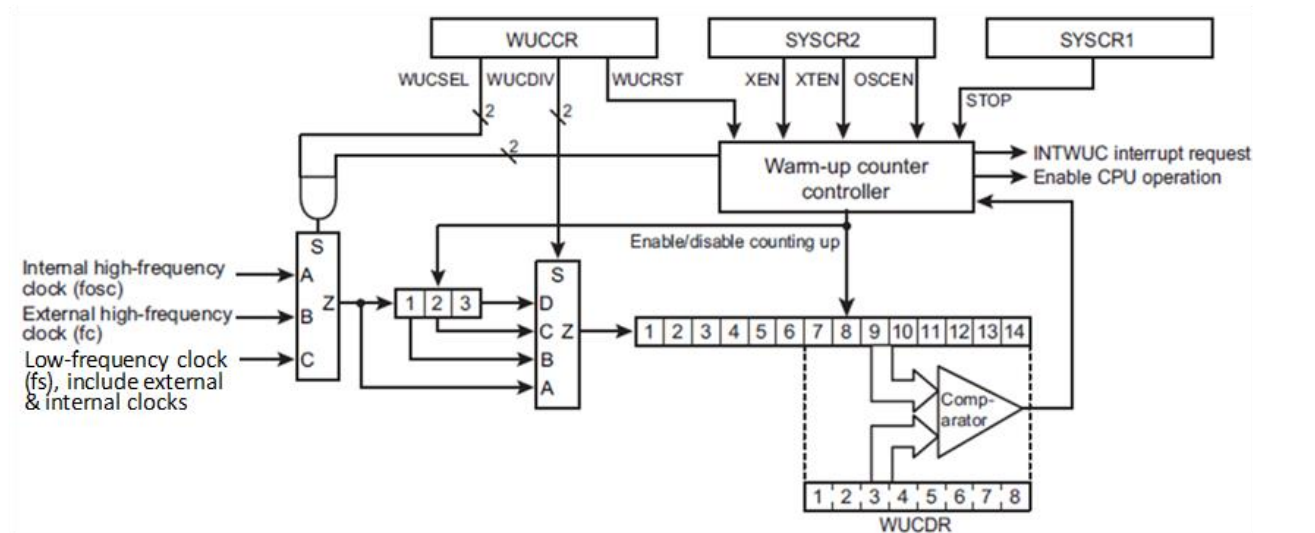 WUCCR
SYSCR2
SYSCR1
WUCSEL WUCDIV WUCRST
XEN XTEN OSCEN
STOP
2
2
2
Warm-up counter
controller
INTWUC interrupt request
Enable CPU operation
Enable/disable counting up
Internal high-frequency
clock (fosc)
External high-frequency
clock (fc)
Low-frequency clock
(fs), include external
& internal clocks
S
A
B
C
Z
1 2 3
S
D
C
B
A
Z
1 2 3 4 5 6 7 8 9 10 11 12 13 14
Comp-
arator
1 2 3 4 5 6 7 8
WUCDR